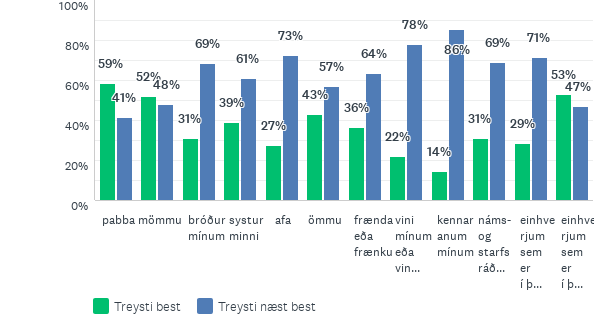 100%
80%
60%
40%
20%
0%
59%
41%
52%
48%
31%
69%
39%
61%
27%
73%
43%
57%
36%
64%
22%
78%
14%
86%
31%
69%
29%
71%
53%
47%
pabba
mömmu
bróður
mínum
systur
minni
afa
ömmu
frænda
eða
frænku
vini
mínum
eða
vin...
kennar
anum
mínum
náms-
og
starfs
ráð...
einhve
rjum
sem
er
í þ...
einhve
rjum
sem
er
í þ...
Treysti best
Treysti næst best